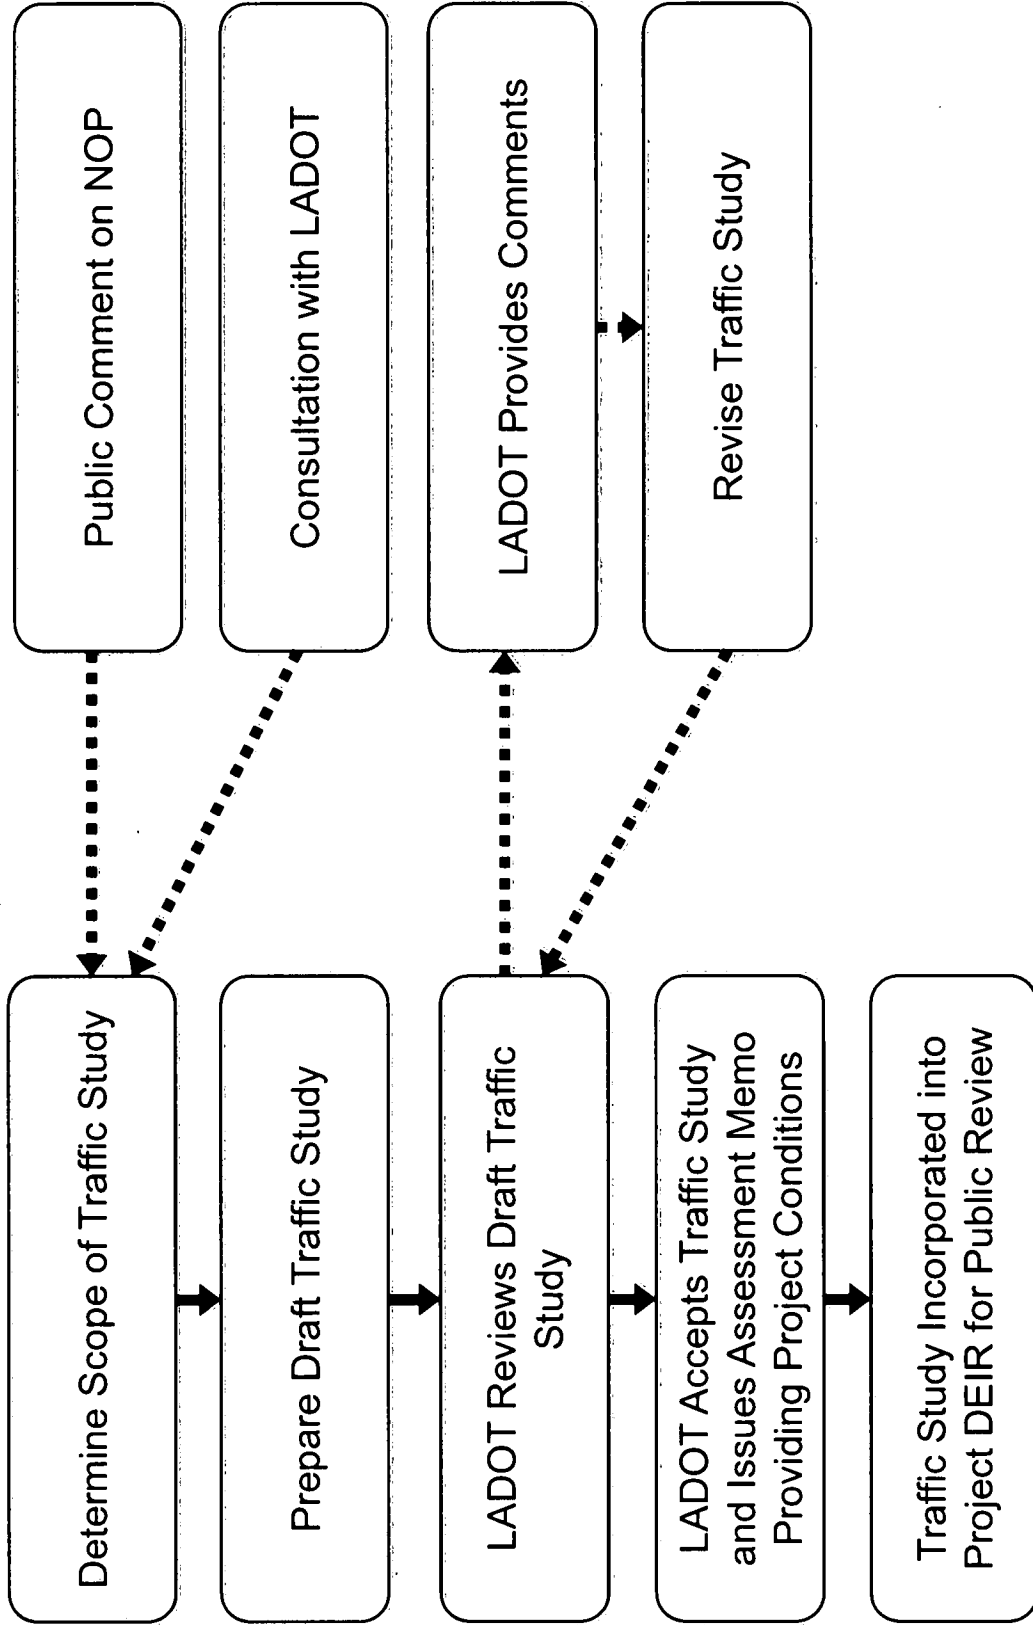 Determine Scope of Traffic Study
Public Comment on NOP
Prepare Draft Traffic Study
Consultation with LADOT
LADOT Reviews Draft Traffic
Study
LADOT Provides Comments
LADOT Accepts Traffic Study
and Issues Assessment Memo
Providing Project Conditions
Revise Traffic Study
Traffic Study Incorporated into
Project DEIR for Public Review